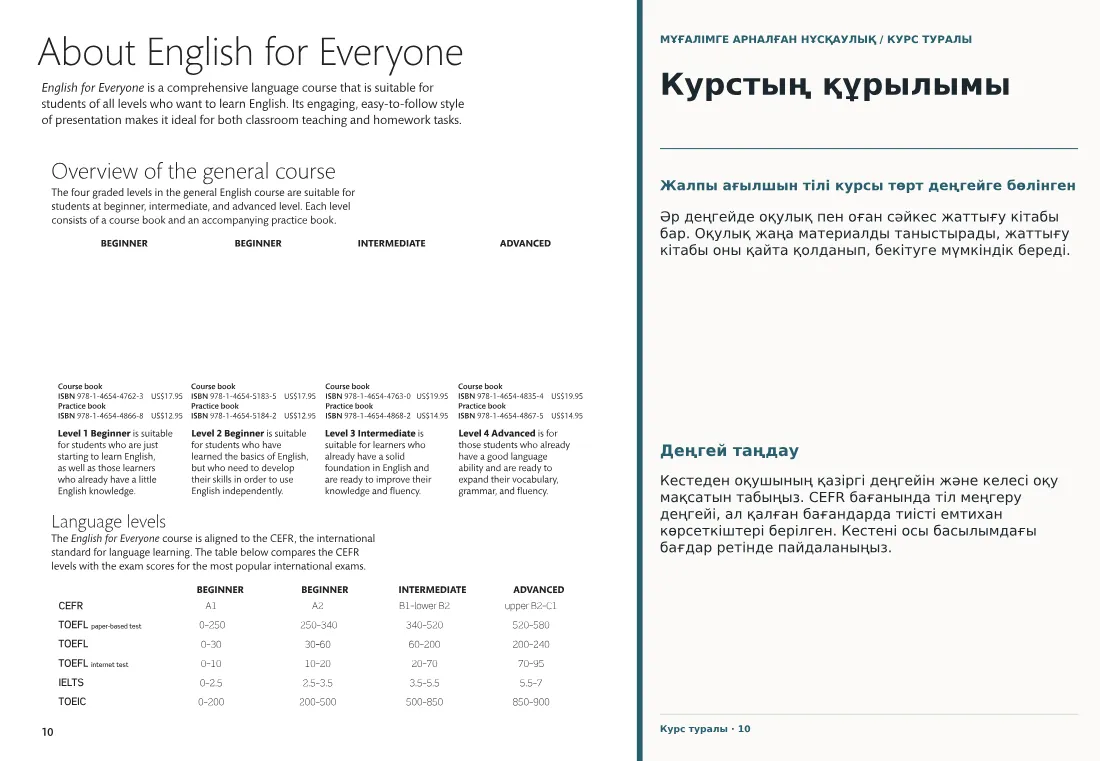 About English for Everyone
English for Everyone is a comprehensive language course that is suitable for
students of all levels who want to learn English. Its engaging, easy-to-follow style
of presentation makes it ideal for both classroom teaching and homework tasks.
Overview of the general course
The four graded levels in the general English course are suitable for
students at beginner, intermediate, and advanced level. Each level
consists of a course book and an accompanying practice book.
BEGINNER BEGINNER INTERMEDIATE ADVANCED
Course book
ISBN 978-1-4654-4762-3 US$17.95
Practice book
ISBN 978-1-4654-4866-8 US$12.95
Level 1 Beginner is suitable
for students who are just
starting to learn English,
as well as those learners
who already have a little
English knowledge.
Course book
ISBN 978-1-4654-5183-5 US$17.95
Practice book
ISBN 978-1-4654-5184-2 US$12.95
Level 2 Beginner is suitable
for students who have
learned the basics of English,
but who need to develop
their skills in order to use
English independently.
Course book
ISBN 978-1-4654-4763-0 US$19.95
Practice book
ISBN 978-1-4654-4868-2 US$14.95
Level 3 Intermediate is
suitable for learners who
already have a solid
foundation in English and
are ready to improve their
knowledge and fluency.
Course book
ISBN 978-1-4654-4835-4 US$19.95
Practice book
ISBN 978-1-4654-4867-5 US$14.95
Level 4 Advanced is for
those students who already
have a good language
ability and are ready to
expand their vocabulary,
grammar, and fluency.
Language levels
The English for Everyone course is aligned to the CEFR, the international
standard for language learning. The table below compares the CEFR
levels with the exam scores for the most popular international exams.
BEGINNER BEGINNER INTERMEDIATE ADVANCED
CEFR A1 A2 B1–lower B2 upper B2–C1
TOEFL paper-based test 0–250 250–340 340–520 520–580
TOEFL 0–30 30–60 60–200 200–240
TOEFL internet test 0–10 10–20 20–70 70–95
IELTS 0–2.5 2.5–3.5 3.5–5.5 5.5–7
TOEIC 0–200 200–500 500–850 850–900
10
МҰҒАЛІМГЕ АРНАЛҒАН НҰСҚАУЛЫҚ / КУРС ТУРАЛЫ
Курстың құрылымы
Жалпы ағылшын тілі курсы төрт деңгейге бөлінген
Әр деңгейде оқулық пен оған сәйкес жаттығу кітабы
бар. Оқулық жаңа материалды таныстырады, жаттығу
кітабы оны қайта қолданып, бекітуге мүмкіндік береді.
Деңгей таңдау
Кестеден оқушының қазіргі деңгейін және келесі оқу
мақсатын табыңыз. CEFR бағанында тіл меңгеру
деңгейі, ал қалған бағандарда тиісті емтихан
көрсеткіштері берілген. Кестені осы басылымдағы
бағдар ретінде пайдаланыңыз.
Курс туралы · 10